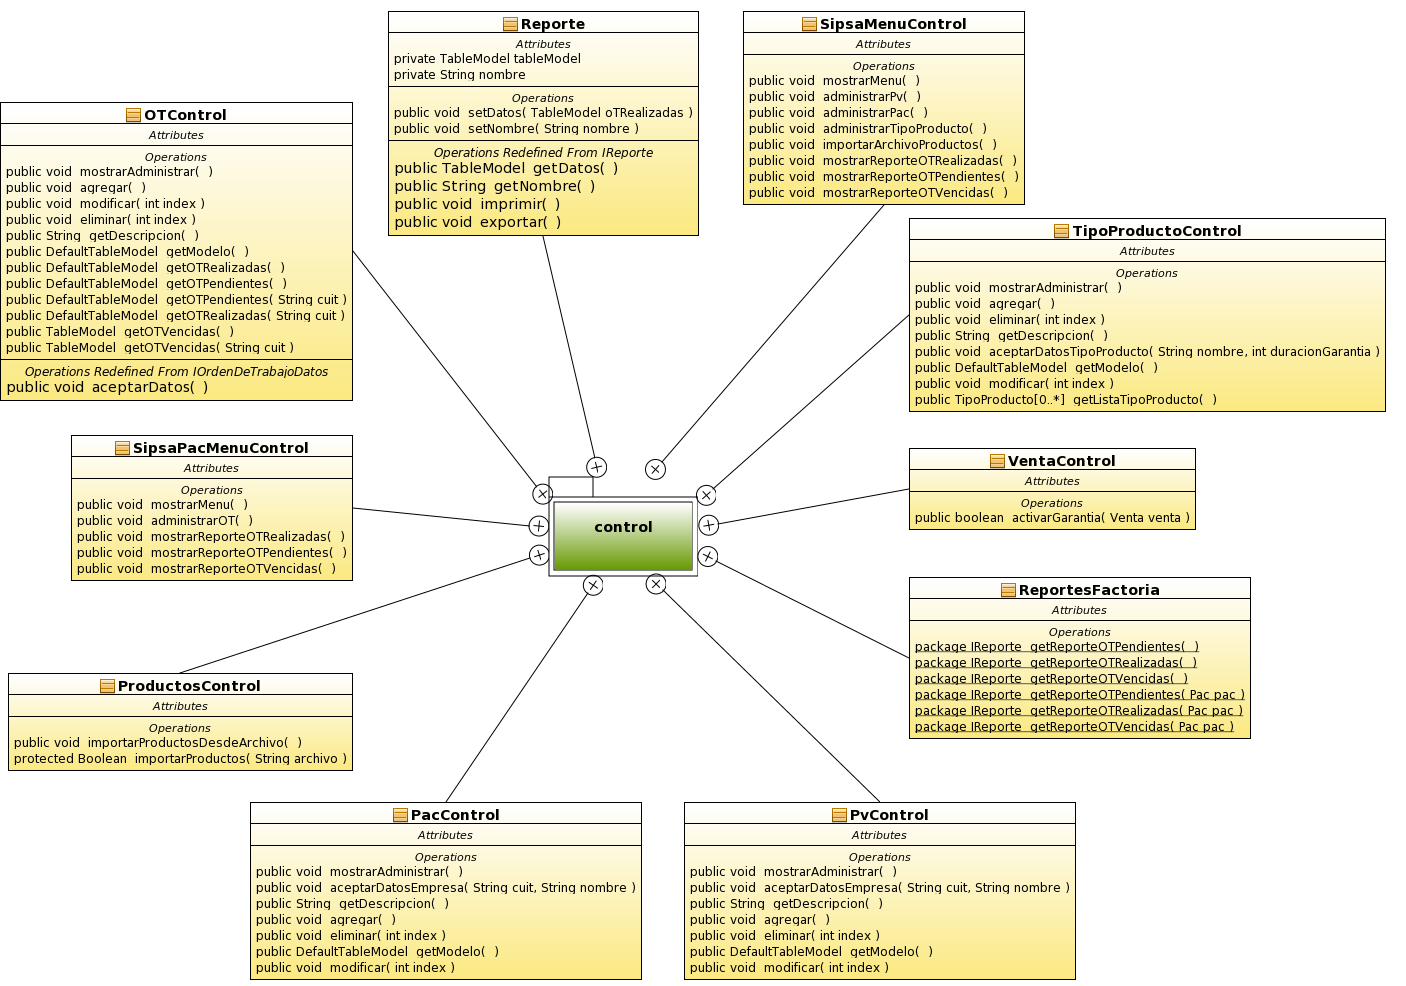 Reporte
Attributes
private TableModel tableModel
private String nombre
Operations
public void setDatos( TableModel oTRealizadas )
public void setNombre( String nombre )
Operations Redefined From IReporte
public TableModel getDatos( )
public String getNombre( )
public void imprimir( )
public void exportar( )
SipsaMenuControl
Attributes
Operations
public void mostrarMenu( )
public void administrarPv( )
public void administrarPac( )
public void administrarTipoProducto( )
public void importarArchivoProductos( )
public void mostrarReporteOTRealizadas( )
public void mostrarReporteOTPendientes( )
public void mostrarReporteOTVencidas( )
OTControl
Attributes
Operations
public void mostrarAdministrar( )
public void agregar( )
public void modificar( int index )
public void eliminar( int index )
public String getDescripcion( )
public DefaultTableModel getModelo( )
public DefaultTableModel getOTRealizadas( )
public DefaultTableModel getOTPendientes( )
public DefaultTableModel getOTPendientes( String cuit )
public DefaultTableModel getOTRealizadas( String cuit )
public TableModel getOTVencidas( )
public TableModel getOTVencidas( String cuit )
Operations Redefined From IOrdenDeTrabajoDatos
public void aceptarDatos( )
TipoProductoControl
Attributes
Operations
public void mostrarAdministrar( )
public void agregar( )
public void eliminar( int index )
public String getDescripcion( )
public void aceptarDatosTipoProducto( String nombre, int duracionGarantia )
public DefaultTableModel getModelo( )
public void modificar( int index )
public TipoProducto[0..*] getListaTipoProducto( )
SipsaPacMenuControl
Attributes
Operations
public void mostrarMenu( )
public void administrarOT( )
public void mostrarReporteOTRealizadas( )
public void mostrarReporteOTPendientes( )
public void mostrarReporteOTVencidas( )
control
VentaControl
Attributes
Operations
public boolean activarGarantia( Venta venta )
ReportesFactoria
Attributes
Operations
package IReporte getReporteOTPendientes( )
package IReporte getReporteOTRealizadas( )
package IReporte getReporteOTVencidas( )
package IReporte getReporteOTPendientes( Pac pac )
package IReporte getReporteOTRealizadas( Pac pac )
package IReporte getReporteOTVencidas( Pac pac )
ProductosControl
Attributes
Operations
public void importarProductosDesdeArchivo( )
protected Boolean importarProductos( String archivo )
PacControl
Attributes
Operations
public void mostrarAdministrar( )
public void aceptarDatosEmpresa( String cuit, String nombre )
public String getDescripcion( )
public void agregar( )
public void eliminar( int index )
public DefaultTableModel getModelo( )
public void modificar( int index )
PvControl
Attributes
Operations
public void mostrarAdministrar( )
public void aceptarDatosEmpresa( String cuit, String nombre )
public String getDescripcion( )
public void agregar( )
public void eliminar( int index )
public DefaultTableModel getModelo( )
public void modificar( int index )